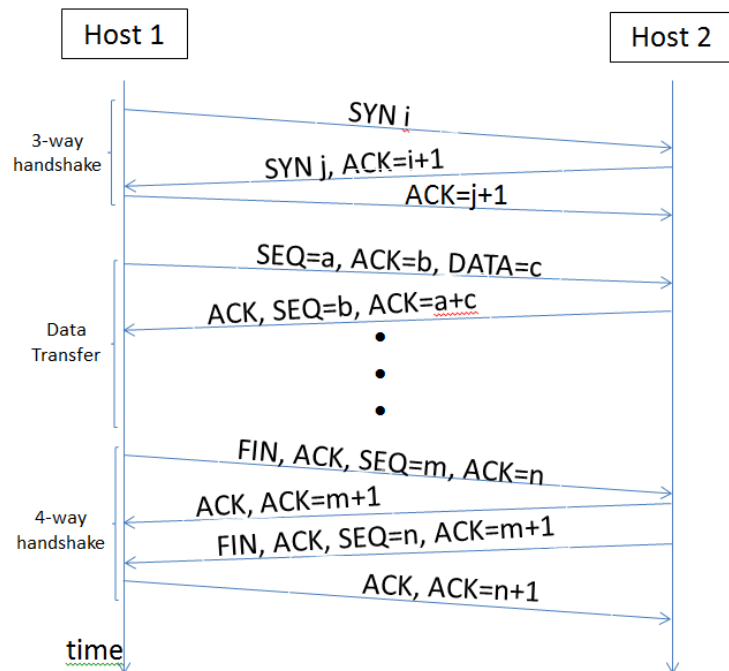 Host 1
Host 2
3-way
handshake
SYN i
SYN j, ACK=i+1
ACK=j+1
Data
Transfer
SEQ=a, ACK=b, DATA=c
ACK, SEQ=b, ACK=a+c
4-way
handshake
FIN, ACK, SEQ=m, ACK=n
ACK, ACK=m+1
FIN, ACK, SEQ=n, ACK=m+1
ACK, ACK=n+1
time